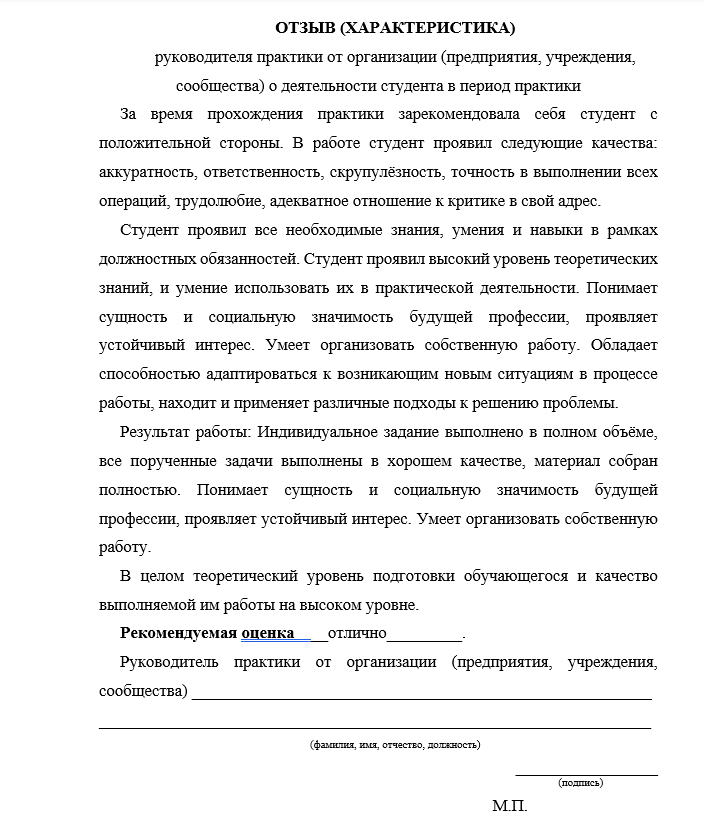 ОТЗЫВ (ХАРАКТЕРИСТИКА)
руководителя практики от организации (предприятия, учреждения,
сообщества) о деятельности студента в период практики
За время прохождения практики зарекомендовала себя студент с
положительной стороны. В работе студент проявил следующие качества:
аккуратность, ответственность, скрупулёзность, точность в выполнении всех
операций, трудолюбие, адекватное отношение к критике в свой адрес.
Студент проявил все необходимые знания, умения и навыки в рамках
должностных обязанностей. Студент проявил высокий уровень теоретических
знаний, и умение использовать их в практической деятельности. Понимает
сущность и социальную значимость будущей профессии, проявляет
устойчивый интерес. Умеет организовать собственную работу. Обладает
способностью адаптироваться к возникающим новым ситуациям в процессе
работы, находит и применяет различные подходы к решению проблемы.
Результат работы: Индивидуальное задание выполнено в полном объёме,
все порученные задачи выполнены в хорошем качестве, материал собран
полностью. Понимает сущность и социальную значимость будущей
профессии, проявляет устойчивый интерес. Умеет организовать собственную
работу.
В целом теоретический уровень подготовки обучающегося и качество
выполняемой им работы на высоком уровне.
Рекомендуемая оценка____отлично_________.
Руководитель практики от организации (предприятия, учреждения,
сообщества) ____________________________________________________
(фамилия, имя, отчество, должность)
(подпись)
М.П.